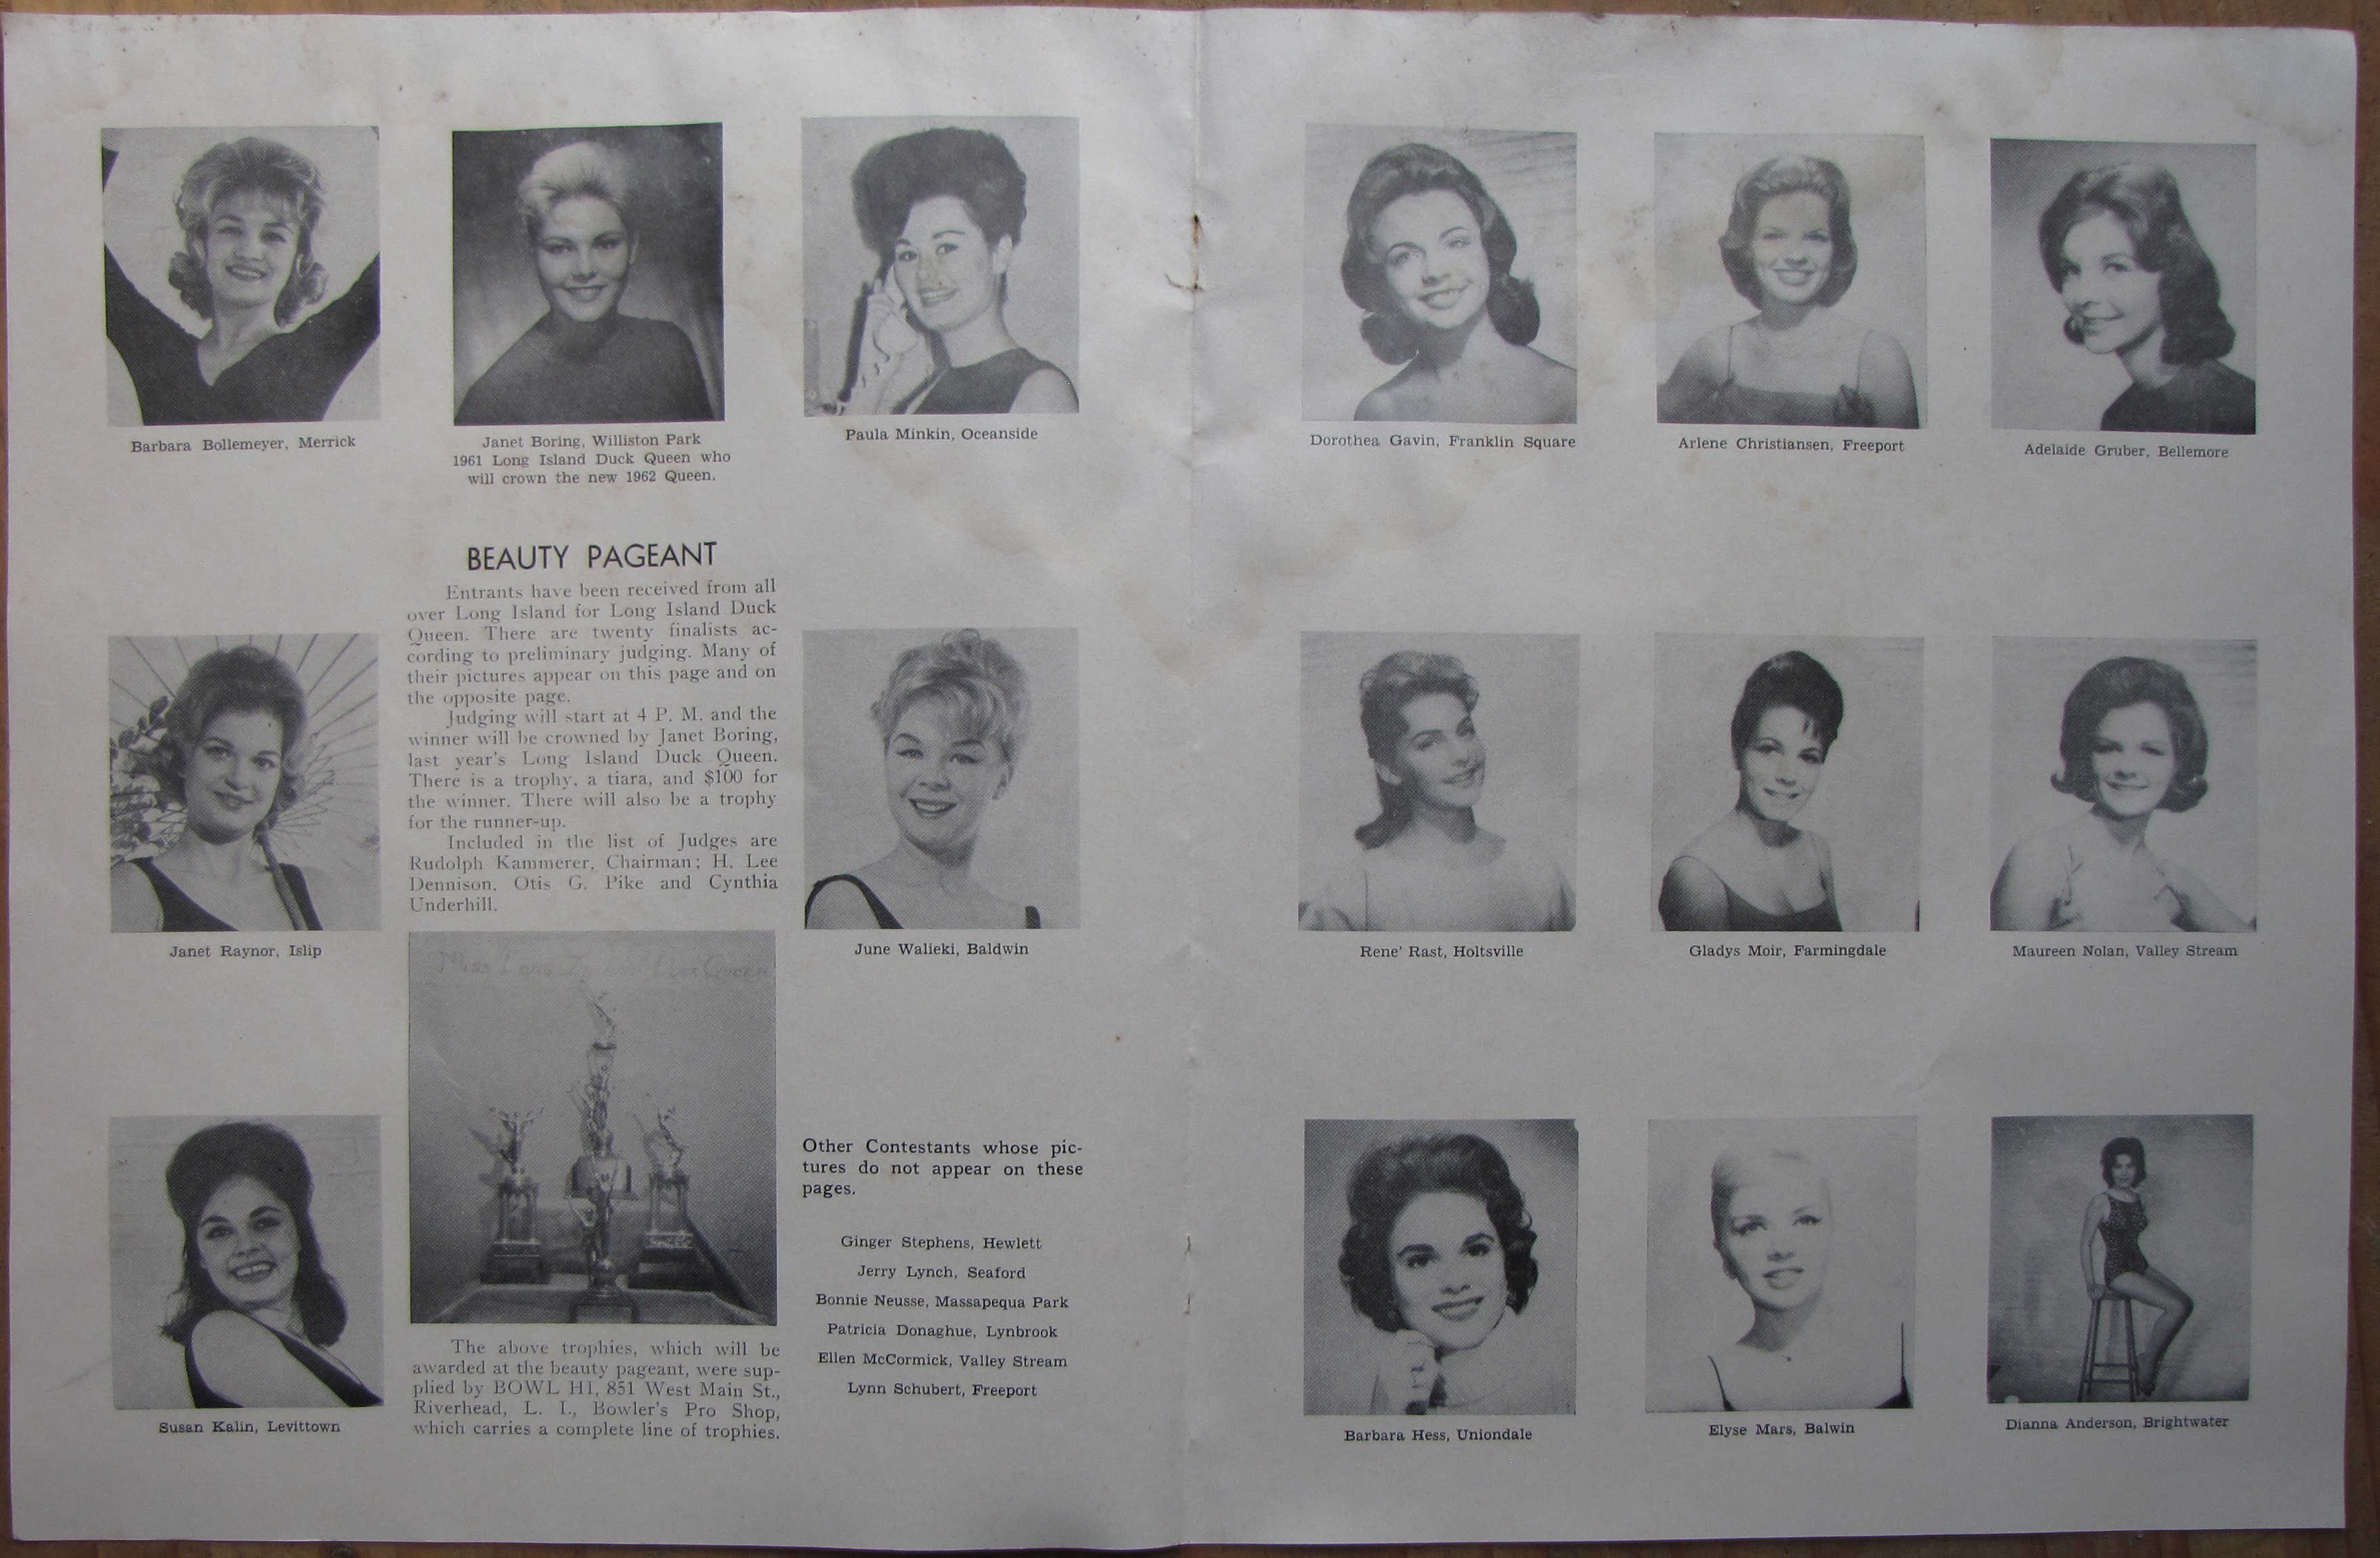 Barbara Bollemeyer, Merrick
Janet Boring, Williston Park
1961 Long Island Duck Queen who
will crown the new 1962 Queen.
Paula Minkin, Oceanside
BEAUTY PAGEANT
Entrants have been received from all
over Long Island for Long Island Duck
Queen. There are twenty finalists ac-
cording to preliminary judging. Many of
their pictures appear on this page and on
the opposite page.
Judging will start at 4 P. M. and the
winner will be crowned by Janet Boring,
last year's Long Island Duck Queen.
There is a trophy, a tiara, and $100 for
the winner. There will also be a trophy
for the runner-up.
Included in the list of Judges are
Rudolph Kammerer, Chairman; H. Lee
Dennison, Otis G. Pike and Cynthia
Underhill.
Janet Raynor, Islip
June Walieki, Baldwin
Miss Long Island Duck Queen
Susan Kalin, Levittown
The above trophies, which will be
awarded at the beauty pageant, were sup-
plied by BOWL HI, 851 West Main St.,
Riverhead, L. I., Bowler's Pro Shop,
which carries a complete line of trophies.
Other Contestants whose pic-
tures do not appear on these
pages.
Ginger Stephens, Hewlett
Jerry Lynch, Seaford
Bonnie Neusse, Massapequa Park
Patricia Donaghue, Lynbrook
Ellen McCormick, Valley Stream
Lynn Schubert, Freeport
Dorothea Gavin, Franklin Square
Arlene Christiansen, Freeport
Adelaide Gruber, Bellemore
Rene' Rast, Holtsville
Gladys Moir, Farmingdale
Maureen Nolan, Valley Stream
Barbara Hess, Uniondale
Elyse Mars, Balwin
Dianna Anderson, Brightwater